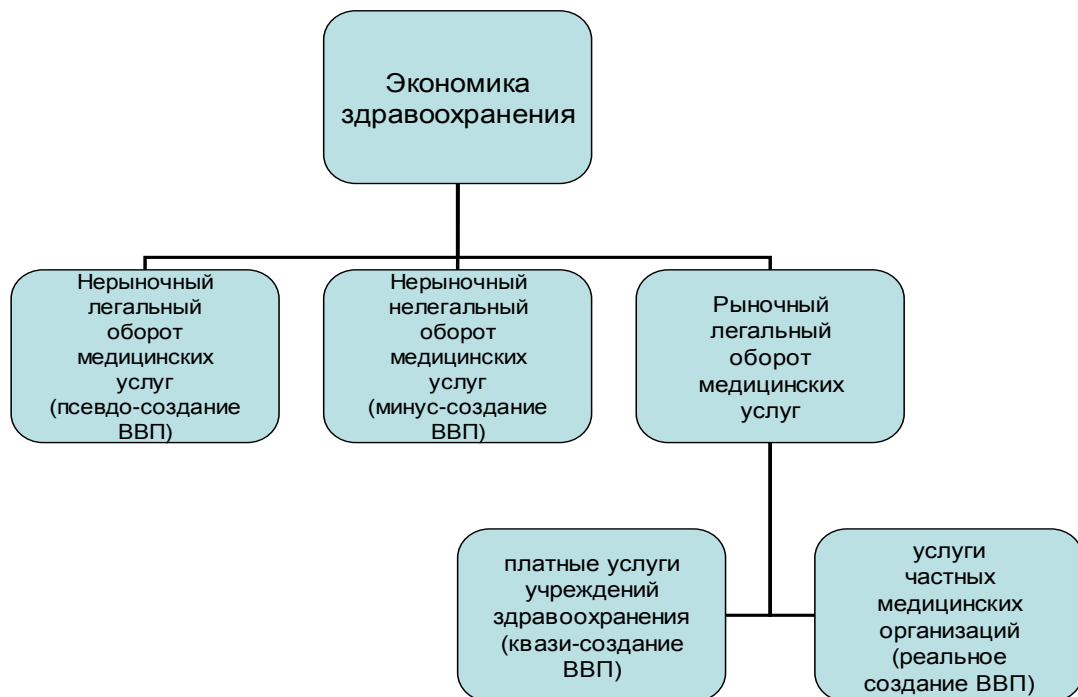 Экономика
здравоохранения
Нерыночный
легальный
оборот
медицинских
услуг
(псевдо-создание
ВВП)
Нерыночный
нелегальный
оборот
медицинских
услуг
(минус-создание
ВВП)
Рыночный
легальный
оборот
медицинских
услуг
платные услуги
учреждений
здравоохранения
(квази-создание
ВВП)
услуги
частных
медицинских
организаций
(реальное
создание ВВП)